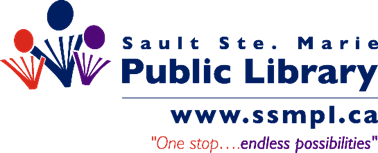 Sault Ste. Marie
Public Library
www.ssmpl.ca
"One stop....endless possibilities"